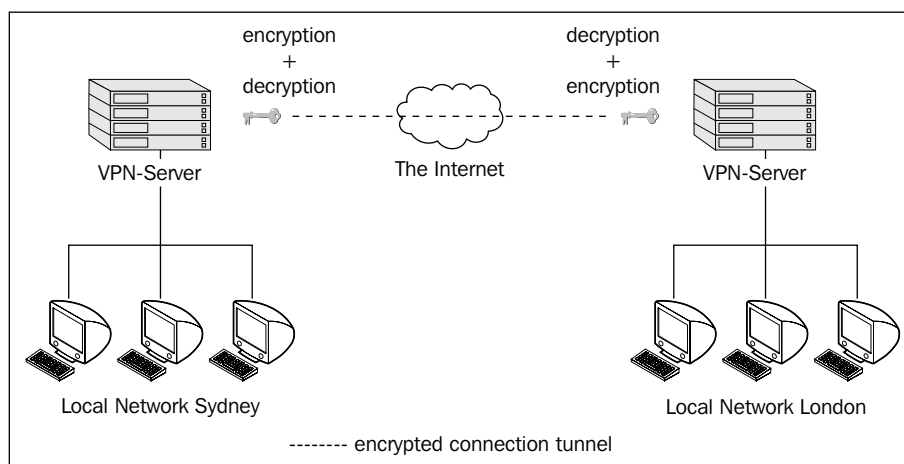 encryption
+
decryption
decryption
+
encryption
VPN-Server
The Internet
VPN-Server
Local Network Sydney
Local Network London
encrypted connection tunnel